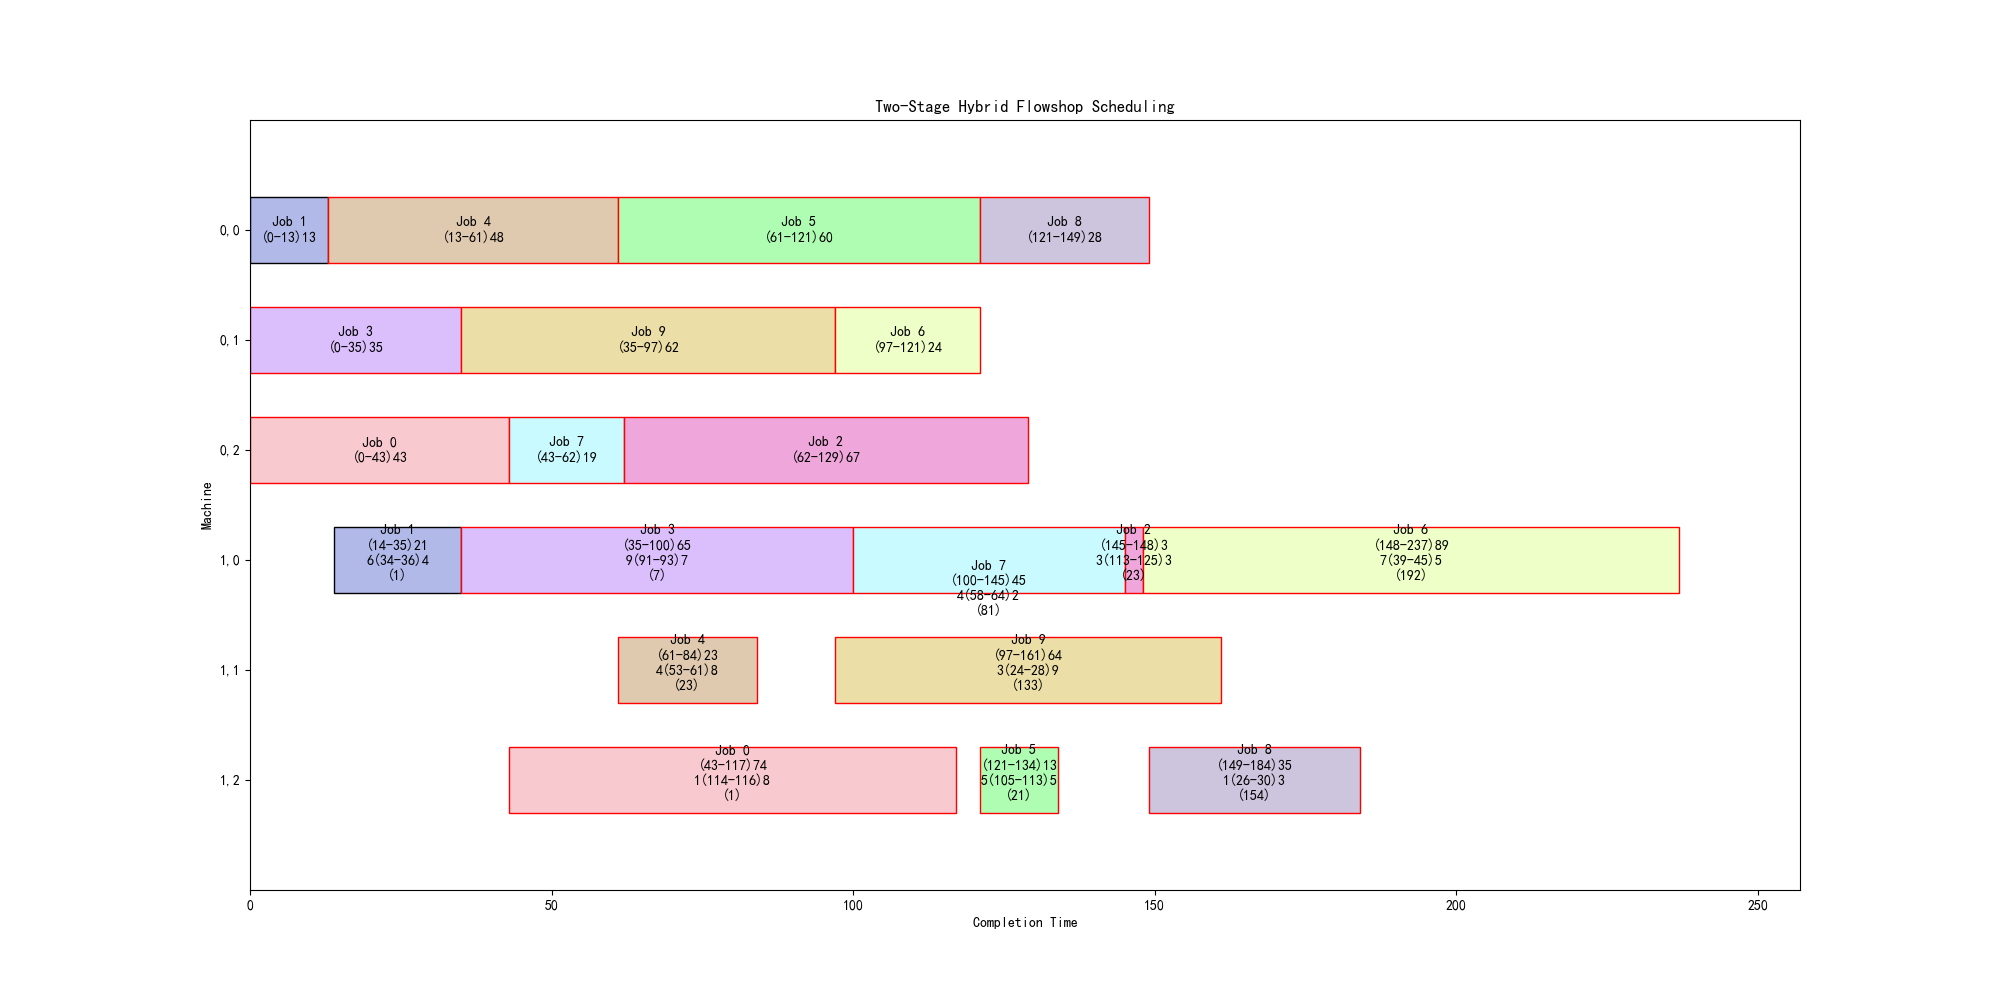 Two-Stage Hybrid Flowshop Scheduling
Machine
0,0
Job 1
(0-13)13
Job 4
(13-61)48
Job 5
(61-121)60
Job 8
(121-149)28
0,1
Job 3
(0-35)35
Job 9
(35-97)62
Job 6
(97-121)24
0,2
Job 0
(0-43)43
Job 7
(43-62)19
Job 2
(62-129)67
1,0
Job 1
(14-35)21
6(34-36)4
(1)
Job 3
(35-100)65
9(91-93)7
(7)
Job 7
(100-145)45
4(58-64)2
(81)
Job 2
(145-148)3
3(113-125)3
(23)
Job 6
(148-237)89
7(39-45)5
(192)
1,1
Job 4
(61-84)23
4(53-61)8
(23)
Job 9
(97-161)64
3(24-28)9
(133)
1,2
Job 0
(43-117)74
1(114-116)8
(1)
Job 5
(121-134)13
5(105-113)5
(21)
Job 8
(149-184)35
1(26-30)3
(154)
0
50
100
150
200
250
Completion Time